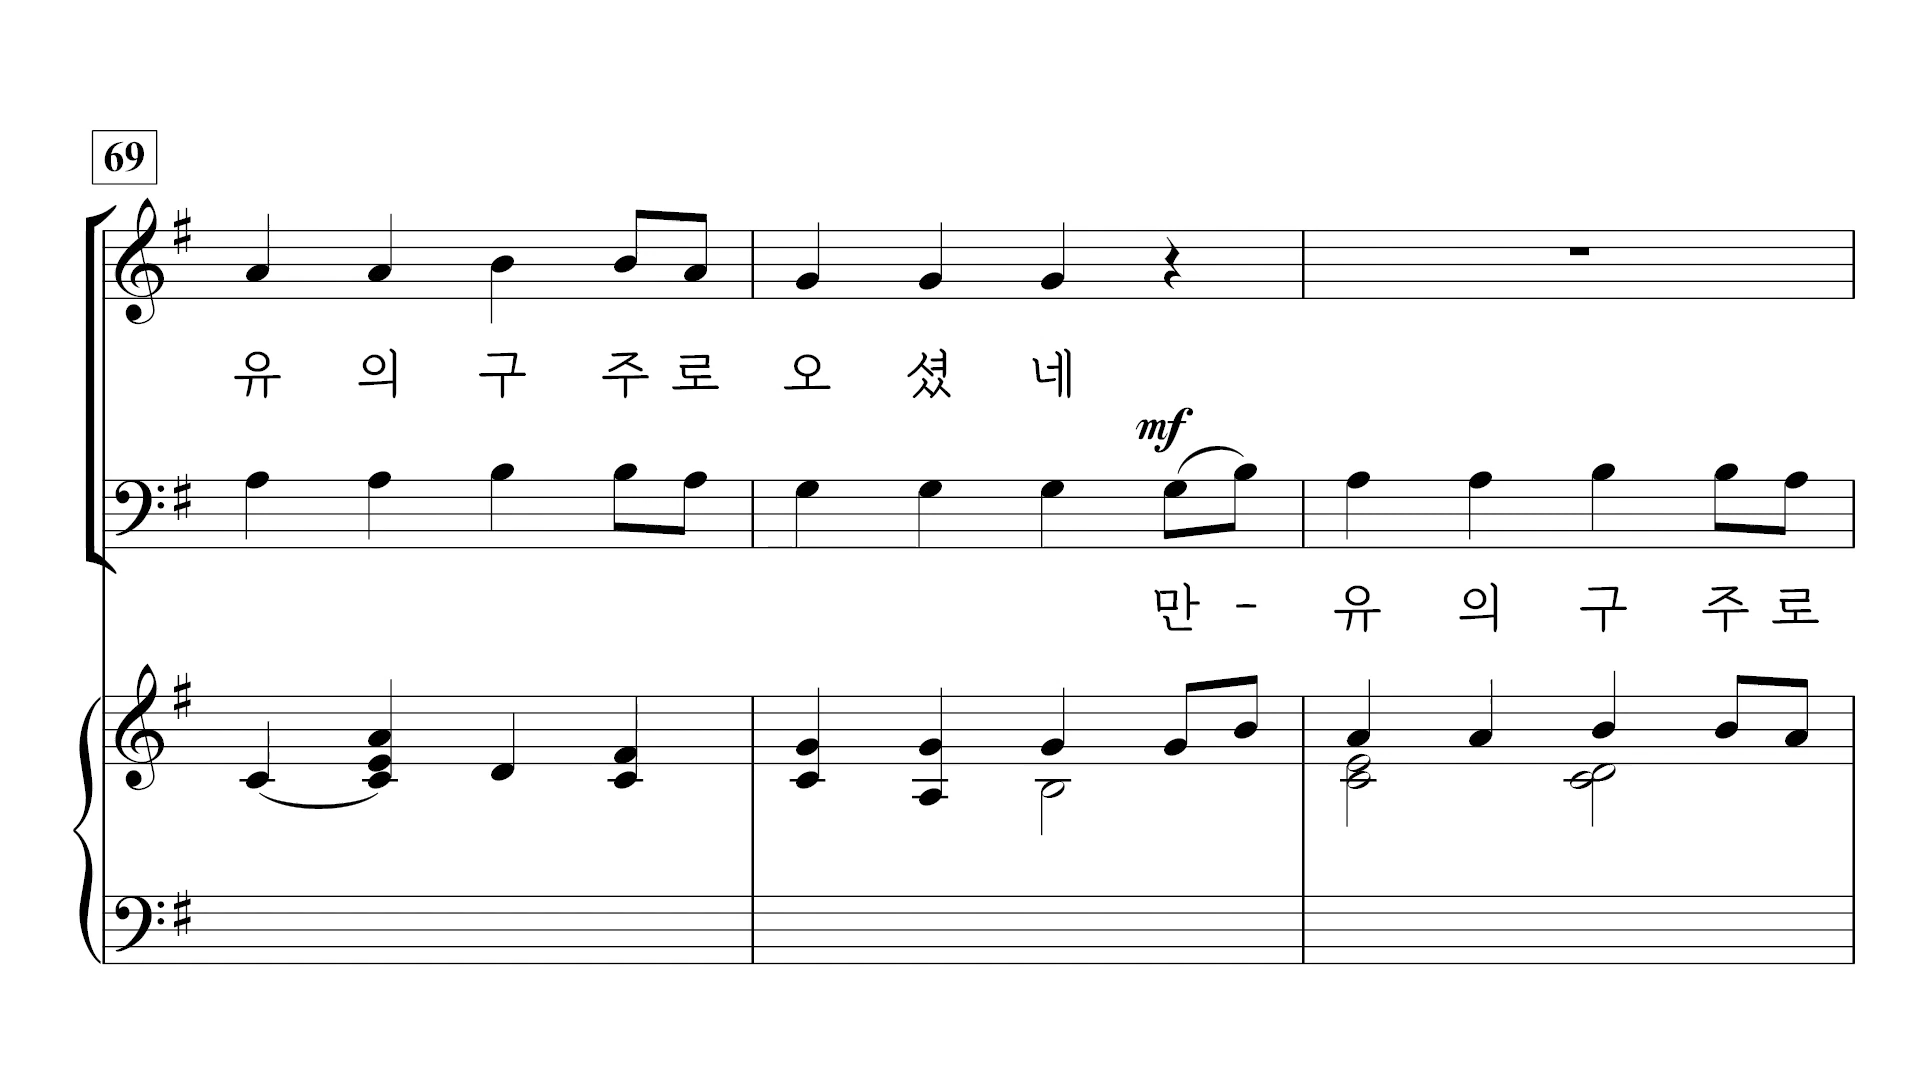 69
유 의 구 주 로 오 셨 네
mf
만 - 유 의 구 주 로